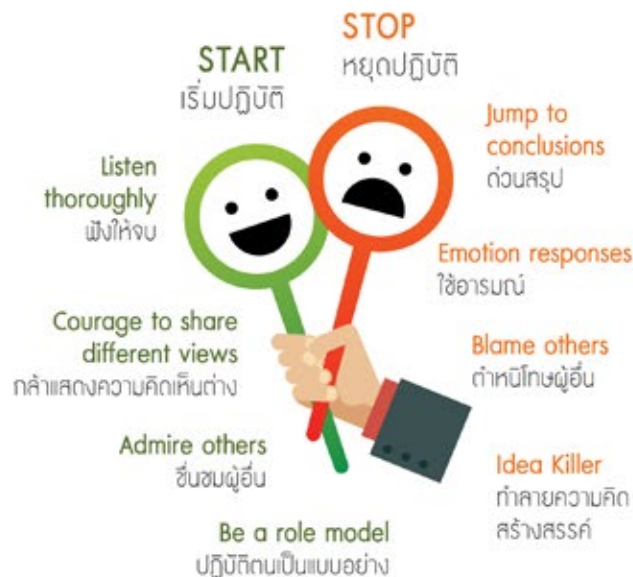 START
เริ่มปฏิบัติ
Listen
thoroughly
ฟังให้จบ
Courage to share
different views
กล้าแสดงความคิดเห็นต่าง
Admire others
ชื่นชมผู้อื่น
Be a role model
ปฏิบัติตนเป็นแบบอย่าง
STOP
หยุดปฏิบัติ
Jump to
conclusions
ด่วนสรุป
Emotion responses
ใช้อารมณ์
Blame others
ตำหนิโทษผู้อื่น
Idea Killer
ทำลายความคิด
สร้างสรรค์